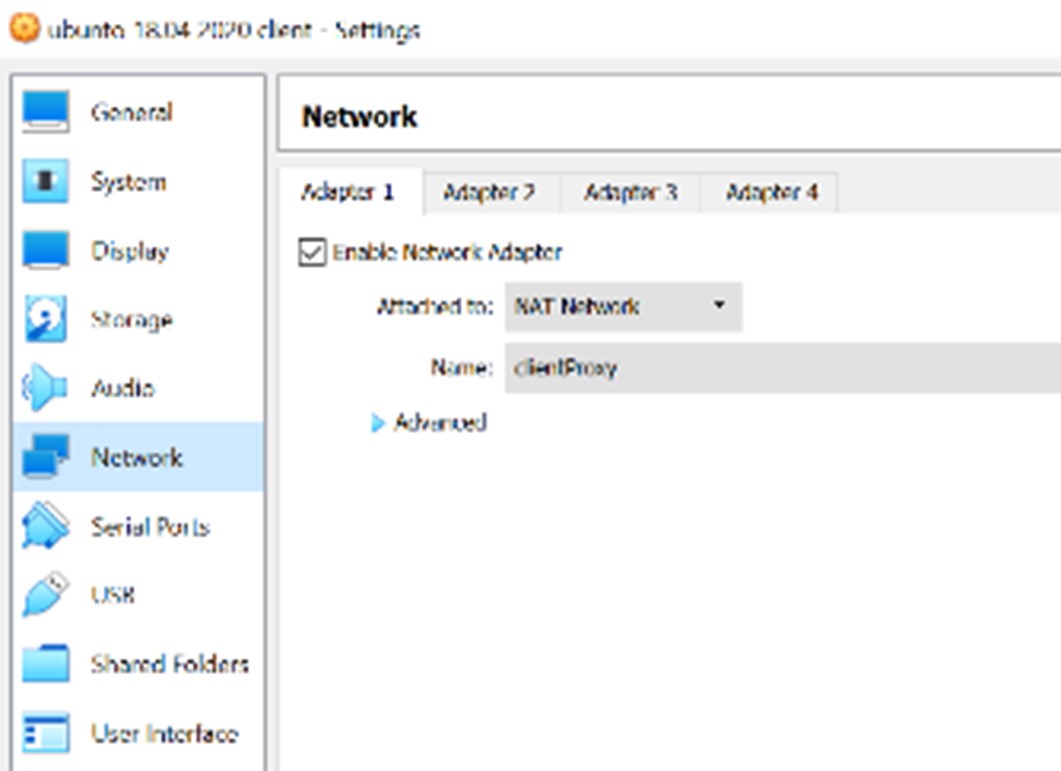 ubunto 18.04 2020 client - Settings
General
System
Display
Storage
Audio
Network
Serial Ports
USB
Shared Folders
User Interface
Network
Adapter 1
Adapter 2
Adapter 3
Adapter 4
Enable Network Adapter
Attached to: NAT Network
Name: clientProxy
Advanced